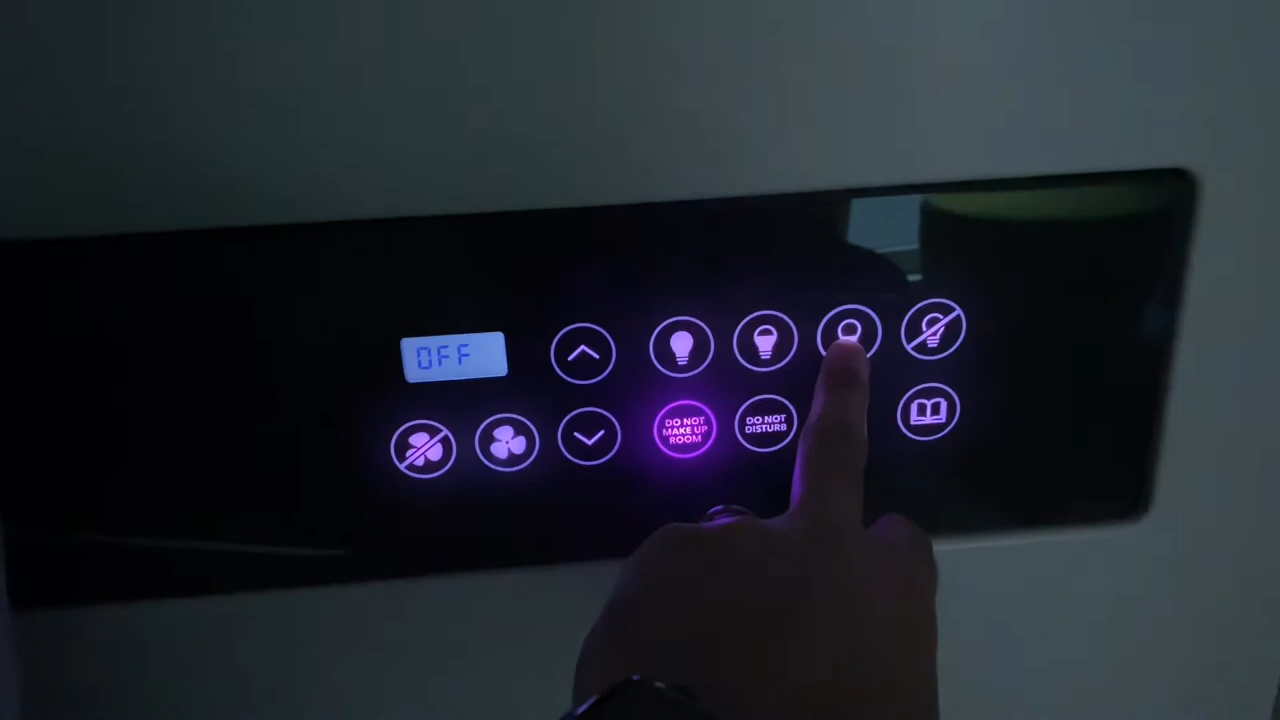 OFF
DO NOT
MAKE UP
ROOM
DO NOT
DISTURB